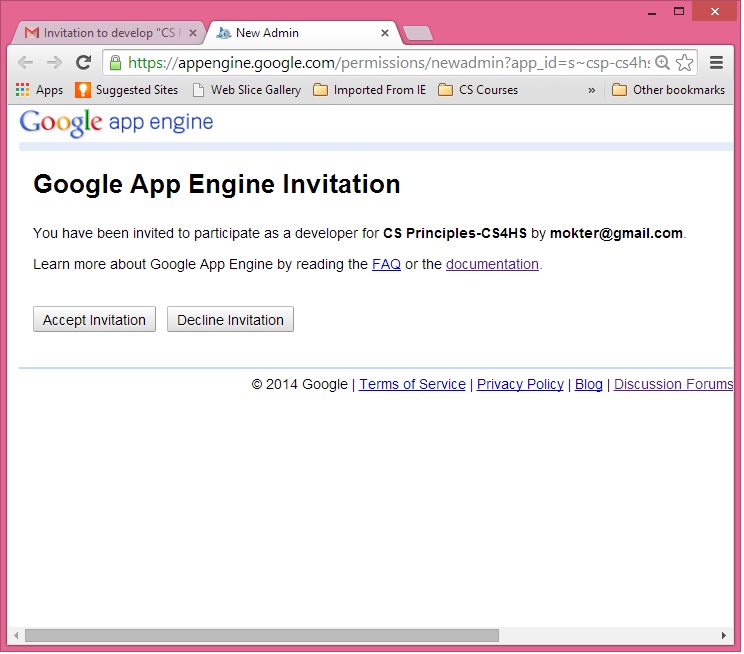 Invitation to develop "CS
New Admin
https://appengine.google.com/permissions/newadmin?app_id=s~csp-cs4hs
Apps Suggested Sites Web Slice Gallery Imported From IE CS Courses » Other bookmarks
Google app engine
Google App Engine Invitation
You have been invited to participate as a developer for CS Principles-CS4HS by mokter@gmail.com.
Learn more about Google App Engine by reading the FAQ or the documentation.
Accept Invitation Decline Invitation
© 2014 Google | Terms of Service | Privacy Policy | Blog | Discussion Forums